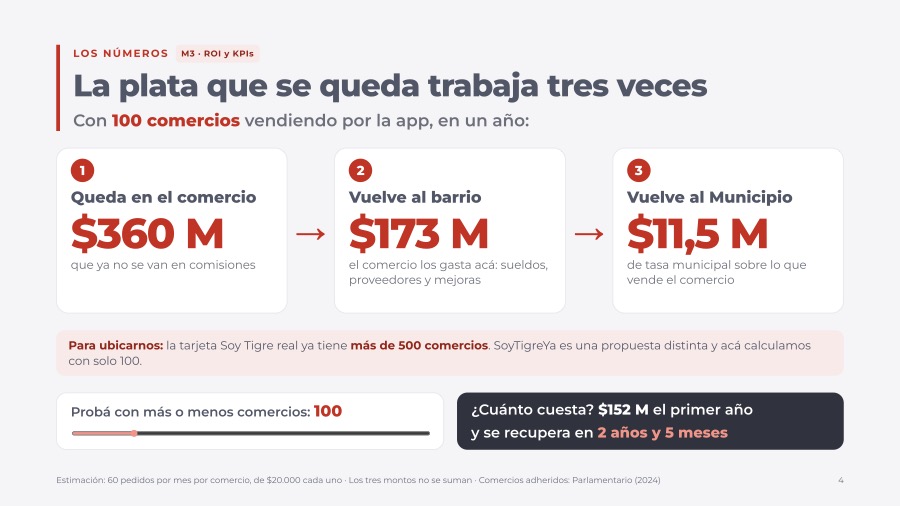 LOS NÚMEROS M3 · ROI y KPIs
La plata que se queda trabaja tres veces
Con 100 comercios vendiendo por la app, en un año:
1
Queda en el comercio
$360 M
que ya no se van en comisiones
→
2
Vuelve al barrio
$173 M
el comercio los gasta acá: sueldos,
proveedores y mejoras
→
3
Vuelve al Municipio
$11,5 M
de tasa municipal sobre lo que
vende el comercio
Para ubicarnos: la tarjeta Soy Tigre real ya tiene más de 500 comercios. SoyTigreYa es una propuesta distinta y acá calculamos
con solo 100.
Probá con más o menos comercios: 100
¿Cuánto cuesta? $152 M el primer año
y se recupera en 2 años y 5 meses
Estimación: 60 pedidos por mes por comercio, de $20.000 cada uno · Los tres montos no se suman · Comercios adheridos: Parlamentario (2024)
4